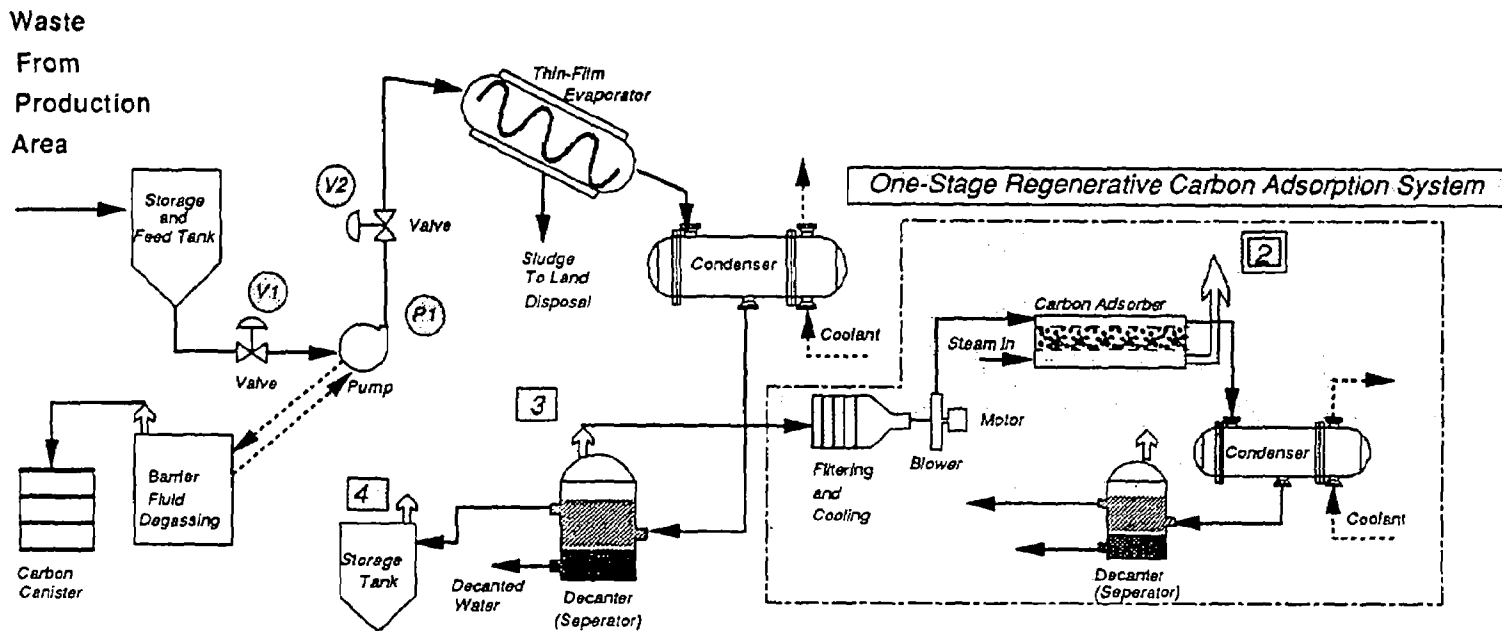 Waste
From
Production
Area
Thin-Film
Evaporator
Storage
and
Feed Tank
V2
Valve
One-Stage Regenerative Carbon Adsorption System
Sludge
To Land
Disposal
Condenser
2
V1
P1
Carbon Adsorber
Coolant
Steam In
Valve
Pump
3
Motor
Blower
Condenser
Barrier
Fluid
Degassing
4
Filtering
and
Cooling
Coolant
Storage
Tank
Carbon
Canister
Decanted
Water
Decanter
(Seperator)
Decanter
(Seperator)